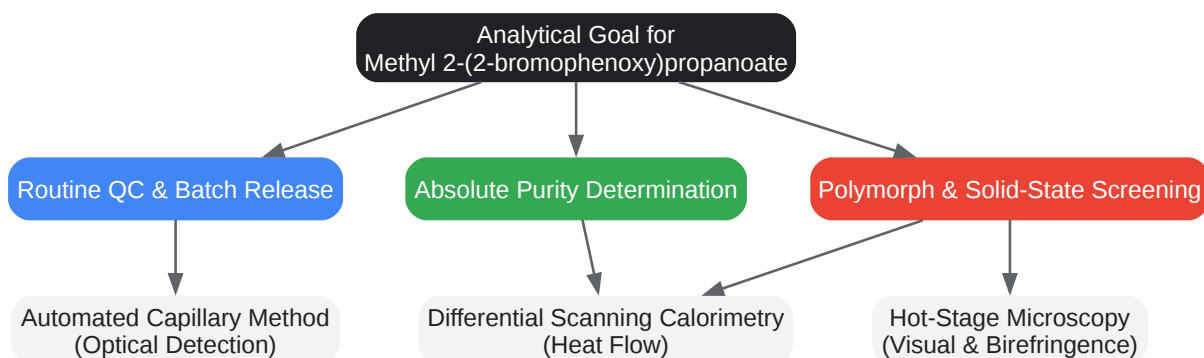 Analytical Goal for
Methyl 2-(2-bromophenoxy)propanoate
Routine QC & Batch Release
Absolute Purity Determination
Polymorph & Solid-State Screening
Automated Capillary Method
(Optical Detection)
Differential Scanning Calorimetry
(Heat Flow)
Hot-Stage Microscopy
(Visual & Birefringence)